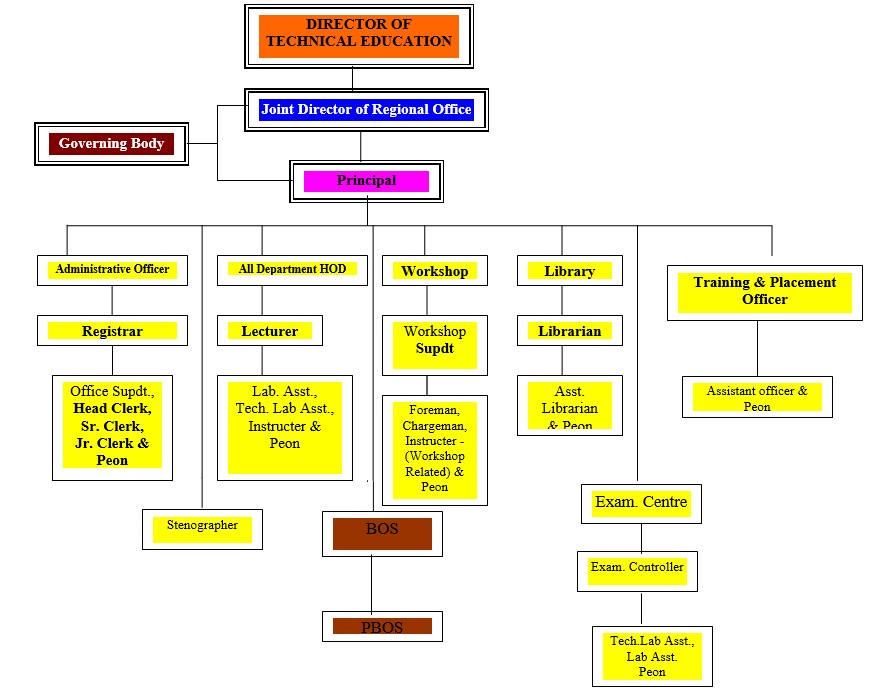 DIRECTOR OF
TECHNICAL EDUCATION
Joint Director of Regional Office
Governing Body
Principal
Administrative Officer
All Department HOD
Workshop
Library
Training & Placement
Officer
Registrar
Lecturer
Workshop
Supdt
Librarian
Office Supdt.,
Head Clerk,
Sr. Clerk,
Jr. Clerk &
Peon
Lab. Asst.,
Tech. Lab Asst.,
Instructer &
Peon
Foreman,
Chargeman,
Instructer -
(Workshop
Related) &
Peon
Asst.
Librarian
& Peon
Assistant officer &
Peon
Stenographer
BOS
PBOS
Exam. Centre
Exam. Controller
Tech.Lab Asst.,
Lab Asst.
Peon